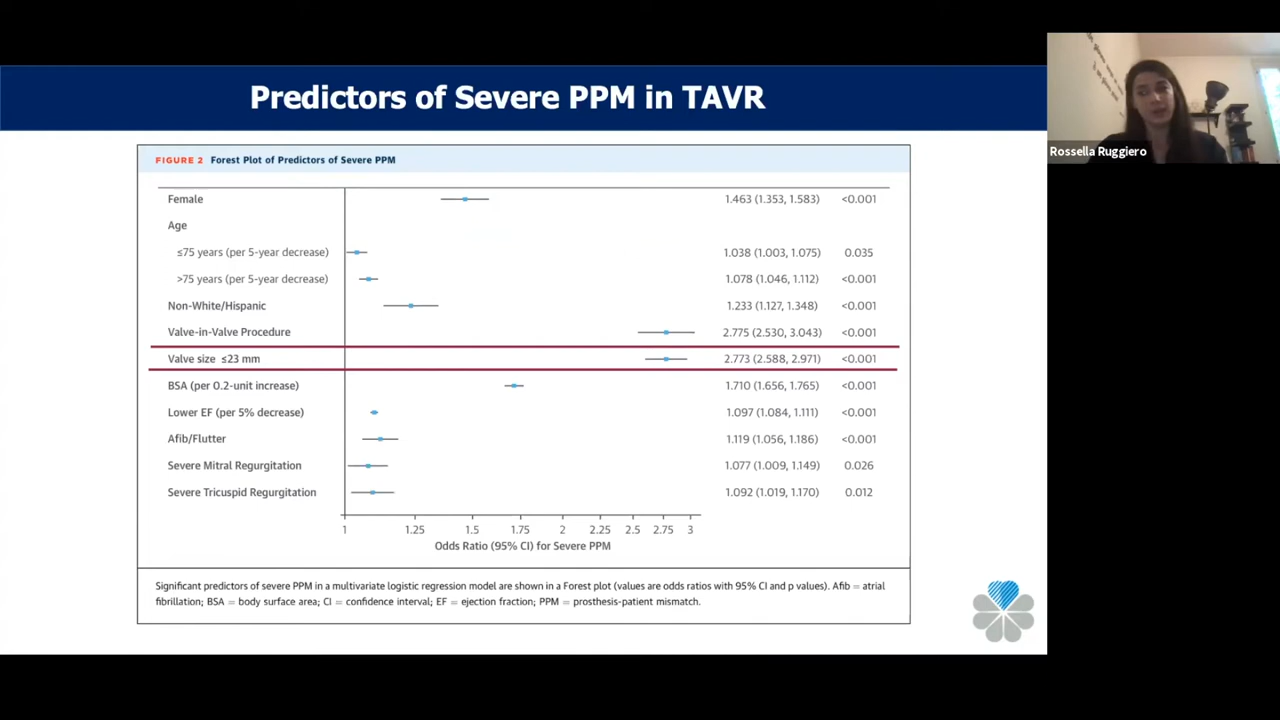 Predictors of Severe PPM in TAVR
Rossella Ruggiero
FIGURE 2 Forest Plot of Predictors of Severe PPM
Female 1.463 (1.353, 1.583) <0.001
Age
≤75 years (per 5-year decrease) 1.038 (1.003, 1.075) 0.035
>75 years (per 5-year decrease) 1.078 (1.046, 1.112) <0.001
Non-White/Hispanic 1.233 (1.127, 1.348) <0.001
Valve-in-Valve Procedure 2.775 (2.530, 3.043) <0.001
Valve size ≤23 mm 2.773 (2.588, 2.971) <0.001
BSA (per 0.2-unit increase) 1.710 (1.656, 1.765) <0.001
Lower EF (per 5% decrease) 1.097 (1.084, 1.111) <0.001
Afib/Flutter 1.119 (1.056, 1.186) <0.001
Severe Mitral Regurgitation 1.077 (1.009, 1.149) 0.026
Severe Tricuspid Regurgitation 1.092 (1.019, 1.170) 0.012
1 1.25 1.5 1.75 2 2.25 2.5 2.75 3
Odds Ratio (95% CI) for Severe PPM
Significant predictors of severe PPM in a multivariate logistic regression model are shown in a Forest plot (values are odds ratios with 95% CI and p values). Afib = atrial
fibrillation; BSA = body surface area; CI = confidence interval; EF = ejection fraction; PPM = prosthesis-patient mismatch.